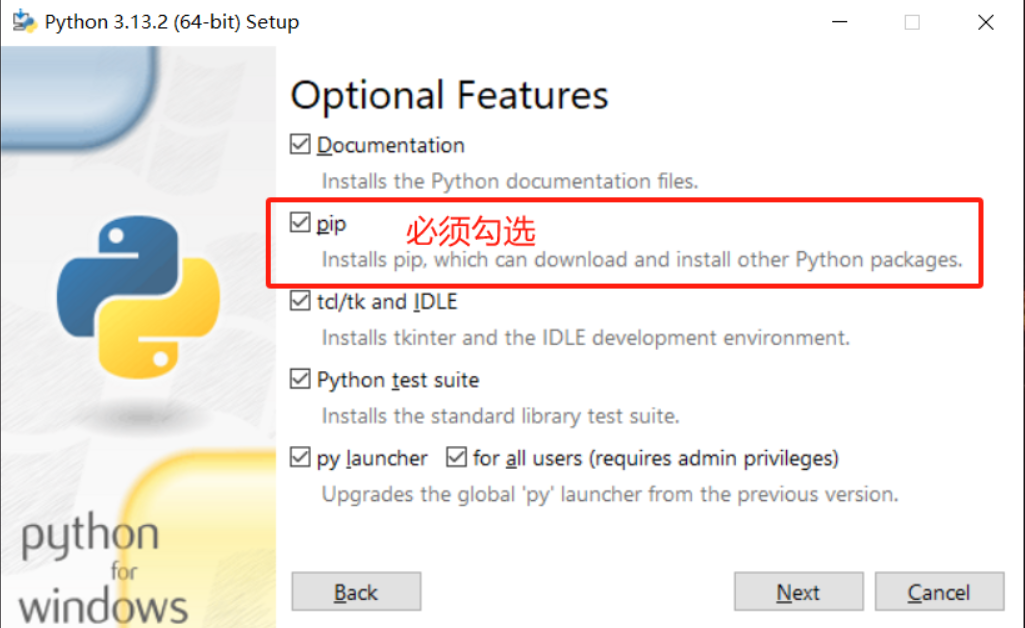 Python 3.13.2 (64-bit) Setup
Optional Features
Documentation
Installs the Python documentation files.
pip 必须勾选
Installs pip, which can download and install other Python packages.
tcl/tk and IDLE
Installs tkinter and the IDLE development environment.
Python test suite
Installs the standard library test suite.
py launcher for all users (requires admin privileges)
Upgrades the global 'py' launcher from the previous version.
python
for
windows
Back Next Cancel